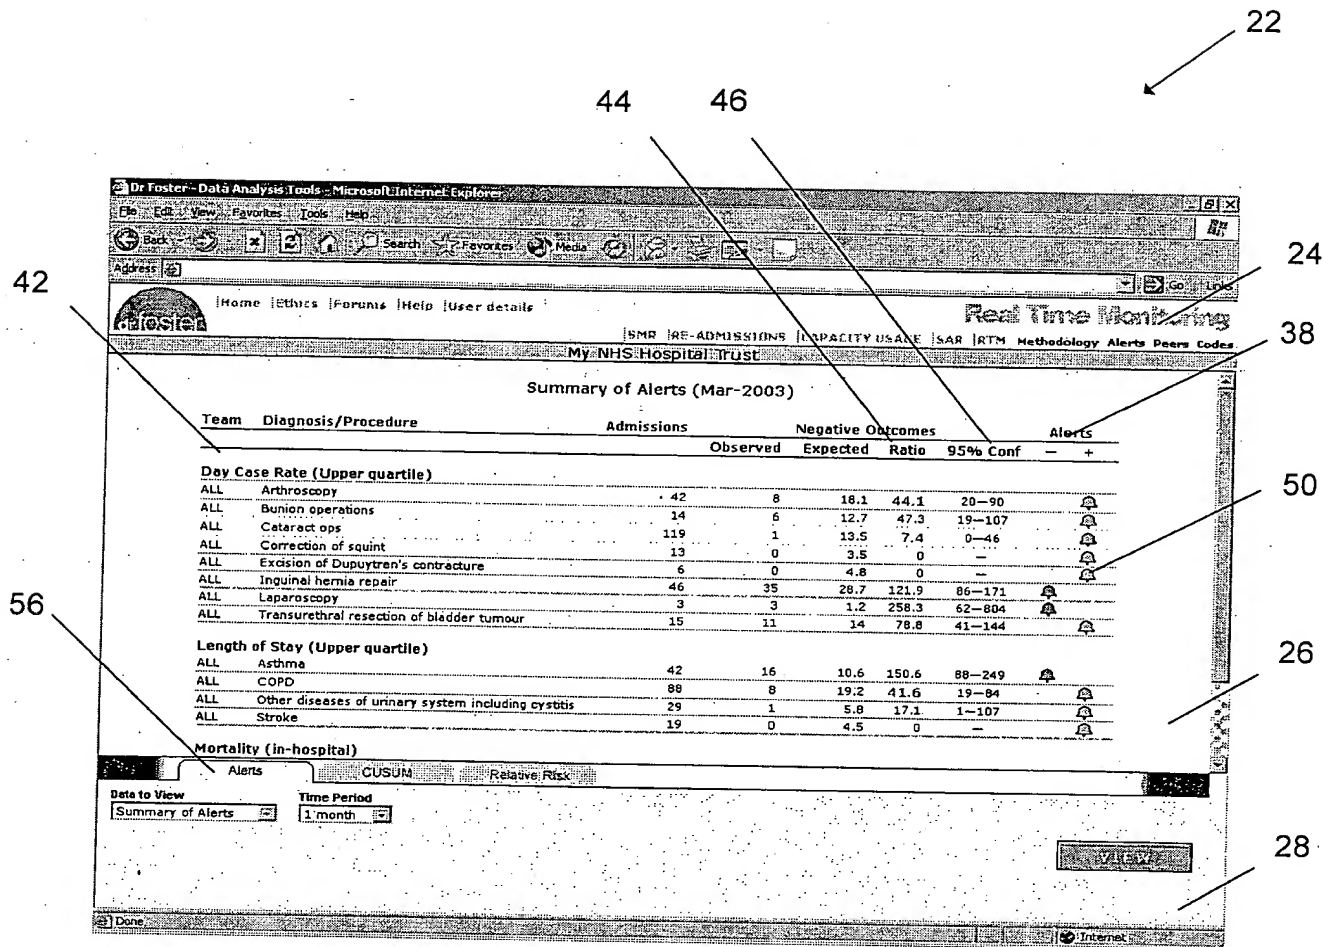 22
44 46
Dr Foster - Data Analysis Tools - Microsoft Internet Explorer
File Edit View Favorites Tools Help
Back Search Favorites Media
Address Go Links
24
42
Home |Ethics |Forums |Help |User details
dr foster
Real Time Monitoring
|SMR |RE-ADMISSIONS |CAPACITY USAGE |SAR |RTM Methodology Alerts Peers Codes
38
My NHS Hospital Trust
Summary of Alerts (Mar-2003)
Team Diagnosis/Procedure Admissions Negative Outcomes Alerts
Observed Expected Ratio 95% Conf − +
Day Case Rate (Upper quartile)
ALL Arthroscopy 42 8 18.1 44.1 20−90
ALL Bunion operations 14 6 12.7 47.3 19−107
ALL Cataract ops 119 1 13.5 7.4 0−46
ALL Correction of squint 13 0 3.5 0 −
ALL Excision of Dupuytren's contracture 6 0 4.8 0 −
ALL Inguinal hernia repair 46 35 28.7 121.9 86−171
ALL Laparoscopy 3 3 1.2 258.3 62−804
ALL Transurethral resection of bladder tumour 15 11 14 78.8 41−144
50
56
Length of Stay (Upper quartile)
ALL Asthma 42 16 10.6 150.6 88−249
ALL COPD 88 8 19.2 41.6 19−84
ALL Other diseases of urinary system including cystitis 29 1 5.8 17.1 1−107
ALL Stroke 19 0 4.5 0 −
26
Mortality (in-hospital)
Alerts CUSUM Relative Risk
Data to View Time Period
Summary of Alerts 1 month
VIEW
28
Done Internet